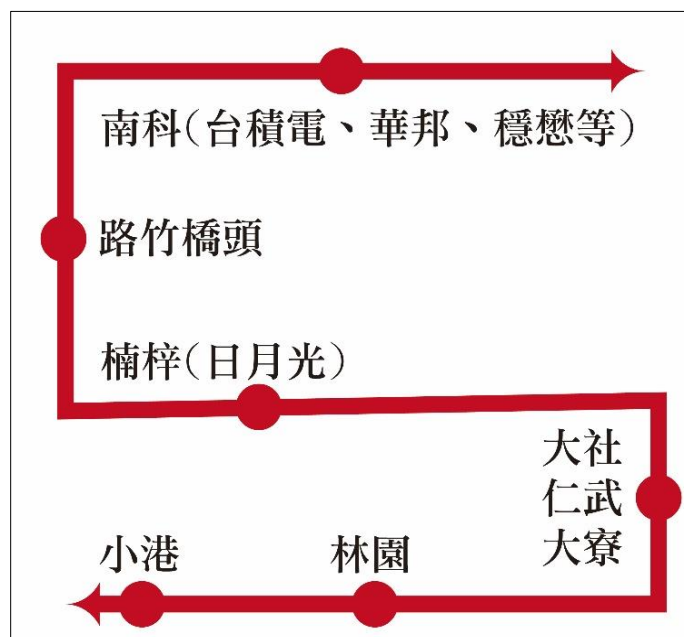 南科(台積電、華邦、穩懋等)
路竹橋頭
楠梓(日月光)
大社
仁武
大寮
小港
林園